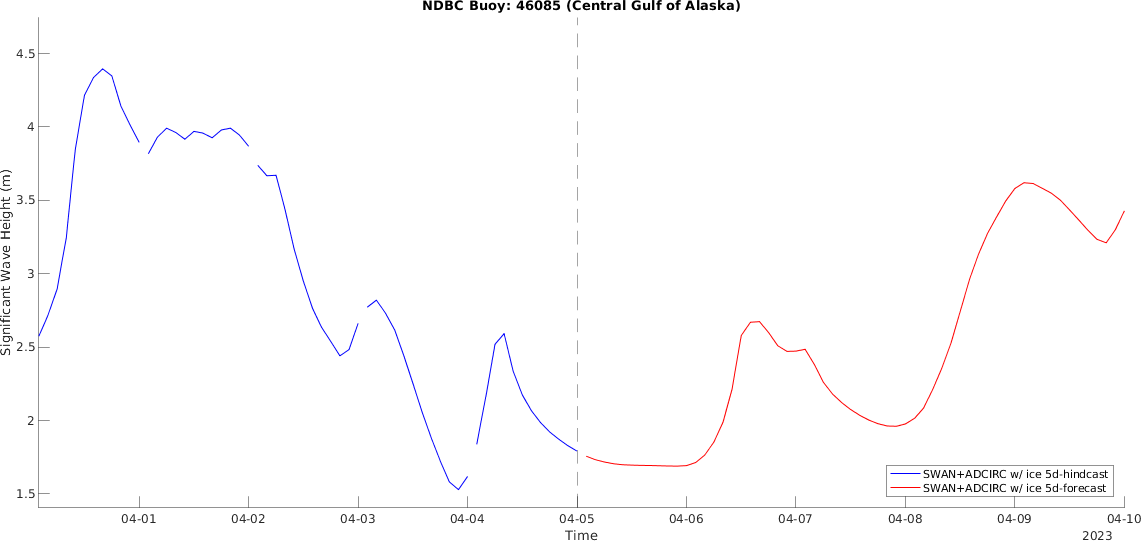 NDBC Buoy: 46085 (Central Gulf of Alaska)
Significant Wave Height (m)
4.5
4
3.5
3
2.5
2
1.5
SWAN+ADCIRC w/ ice 5d-hindcast
SWAN+ADCIRC w/ ice 5d-forecast
04-01 04-02 04-03 04-04 04-05 04-06 04-07 04-08 04-09 04-10
Time
2023